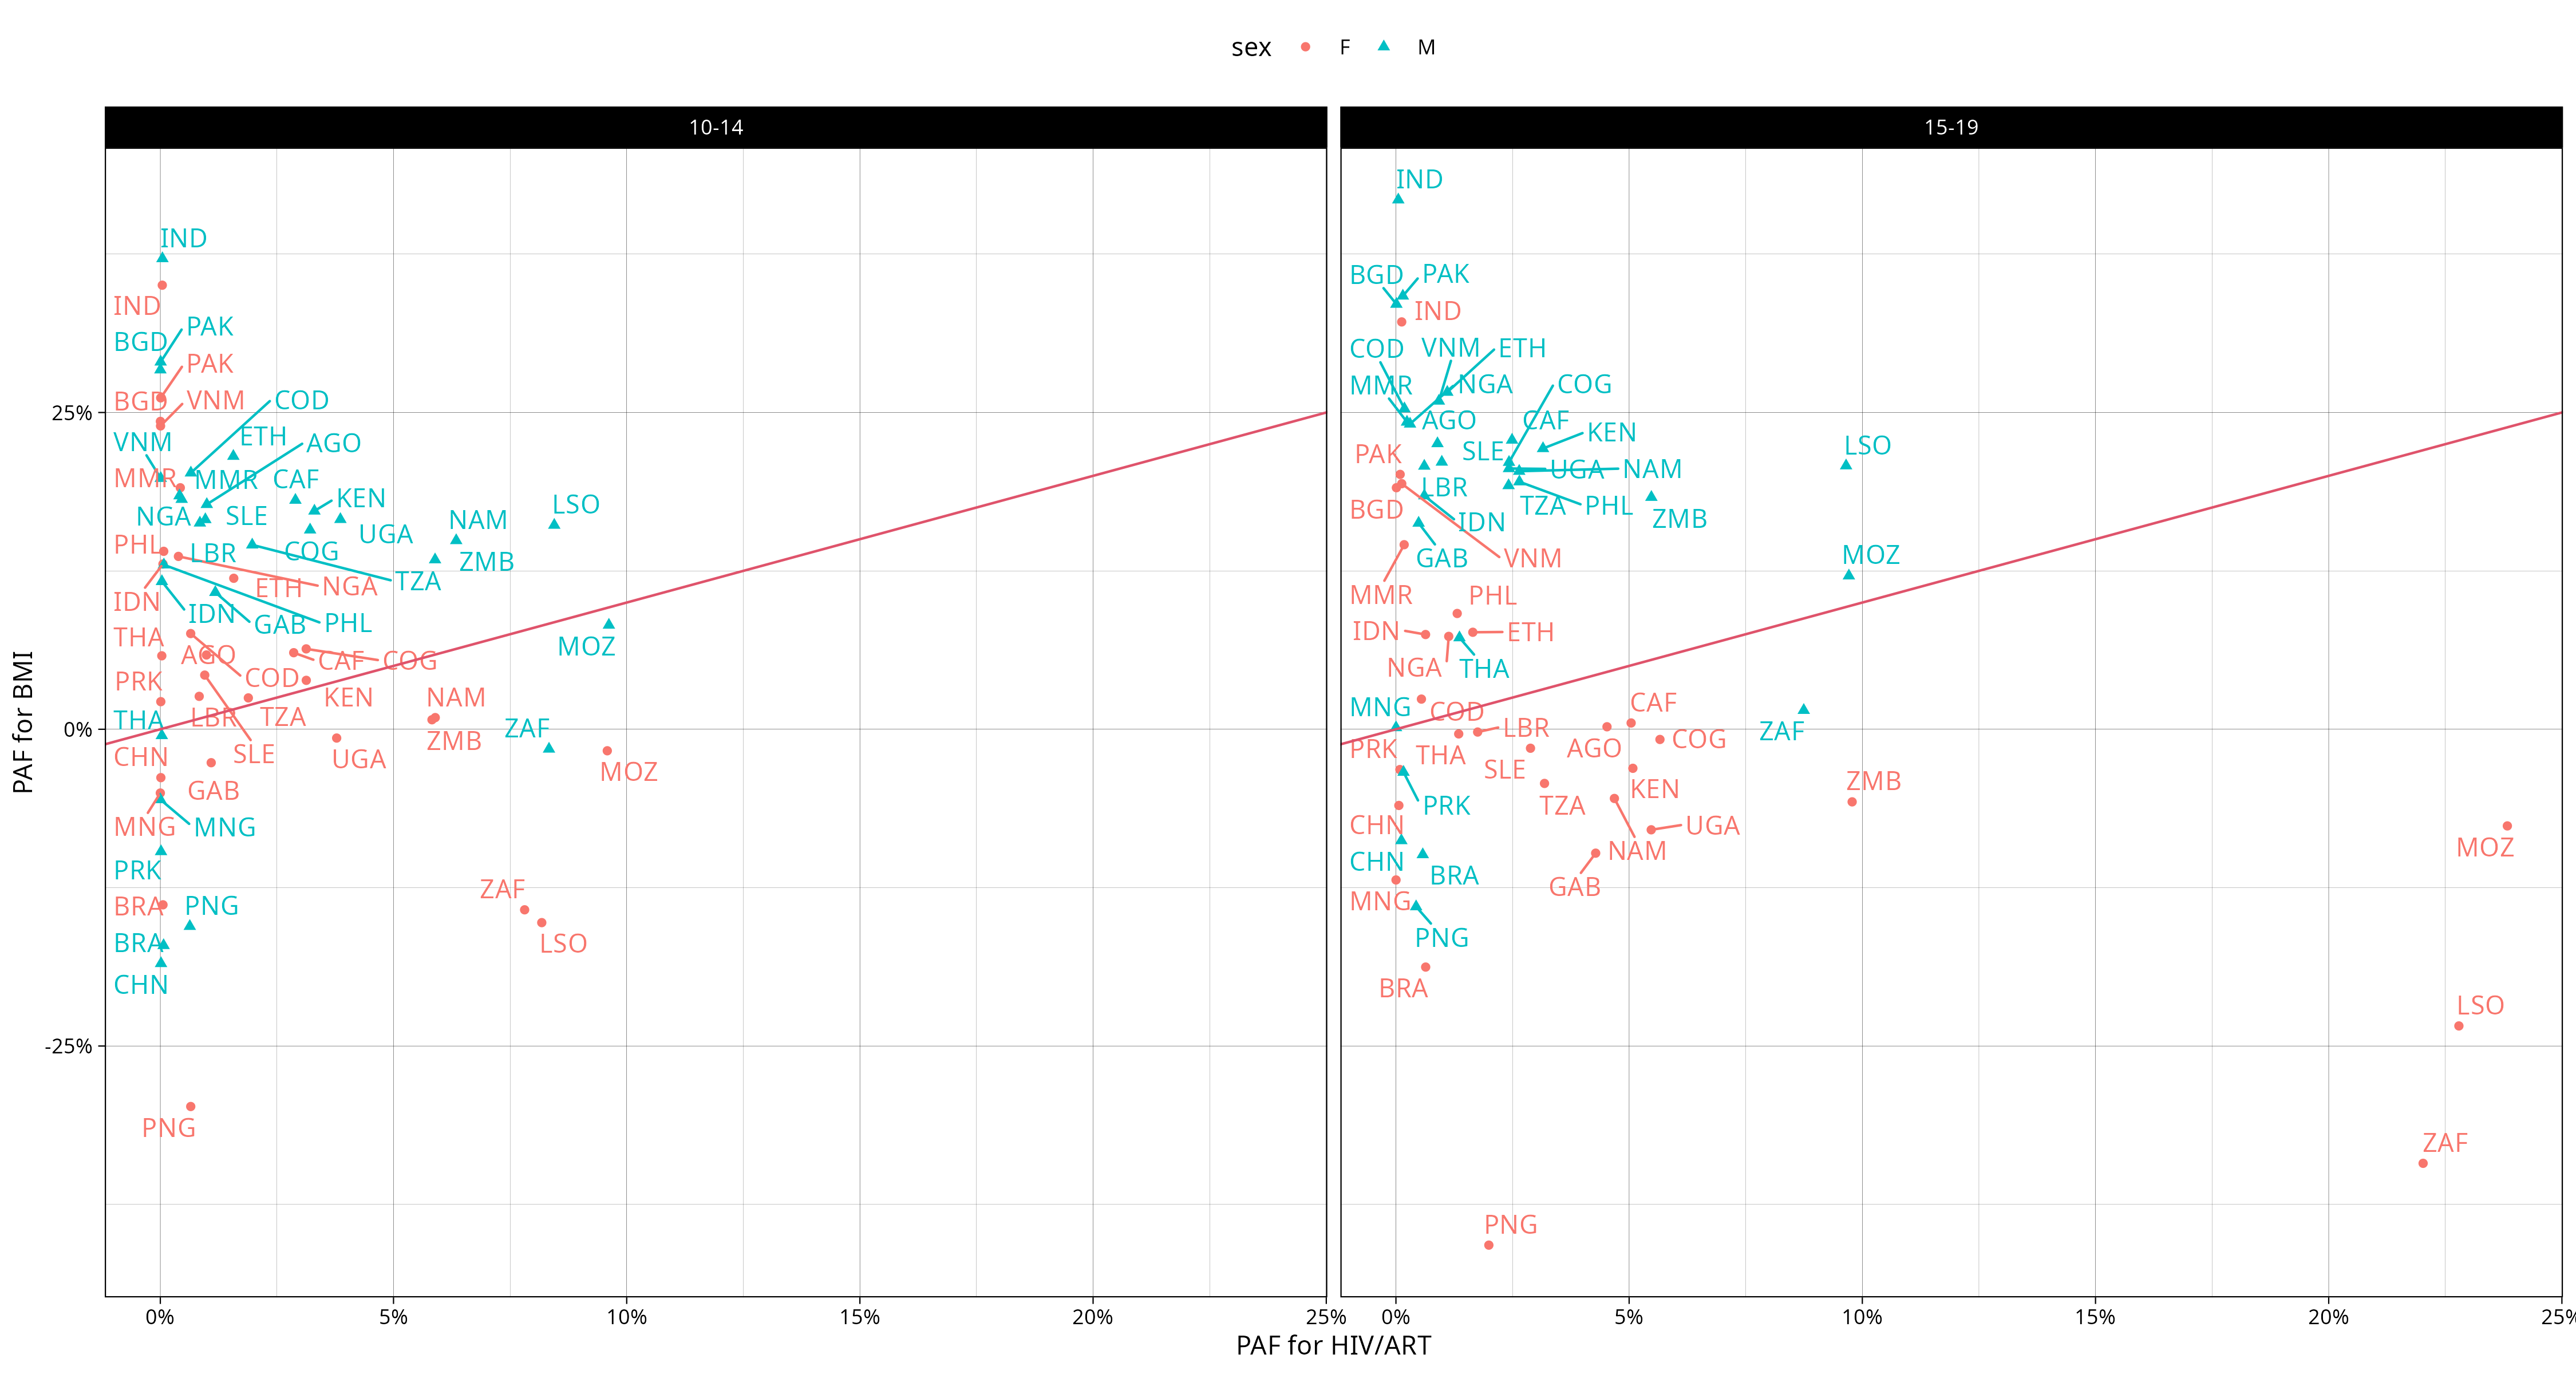 sex F M
10-14
15-19
IND
IND
PAK
BGD
PAK
BGD
VNM
COD
VNM
ETH
AGO
MMR
MMR
CAF
KEN
NGA
SLE
UGA
NAM
LSO
PHL
LBR
COG
ZMB
TZA
ETH
NGA
IDN
IDN
GAB
PHL
MOZ
THA
AGO
CAF
COG
PRK
COD
KEN
NAM
THA
LBR
TZA
ZAF
CHN
SLE
UGA
ZMB
MOZ
GAB
MNG
MNG
PRK
ZAF
BRA
PNG
BRA
LSO
CHN
PNG
IND
BGD
PAK
IND
COD
VNM
ETH
MMR
NGA
COG
AGO
CAF
KEN
LSO
PAK
SLE
UGA
NAM
LBR
BGD
IDN
TZA
PHL
ZMB
GAB
VNM
MOZ
MMR
PHL
IDN
ETH
NGA
THA
MNG
COD
CAF
LBR
ZAF
PRK
THA
AGO
COG
SLE
KEN
ZMB
PRK
TZA
CHN
UGA
MOZ
CHN
BRA
NAM
GAB
MNG
PNG
BRA
LSO
ZAF
PNG
25%
0%
-25%
PAF for BMI
0% 5% 10% 15% 20% 25%
0% 5% 10% 15% 20% 25%
PAF for HIV/ART